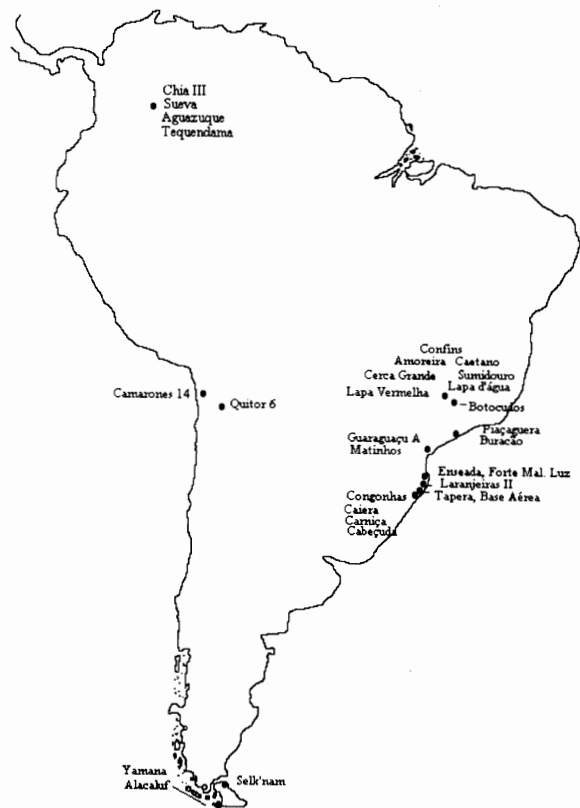 Chia III
Sueva
Aguazuque
Tequendama
Confins
Amoreira Caetano
Cerca Grande Sumidouro
Lapa Vermelha Lapa d'água
Botocudos
Camarones 14
Quitor 6
Piaçaguera
Buracão
Guaraguaçu A
Matinhos
Enseada, Forte Mal. Luz
Laranjeiras II
Tapera, Base Aérea
Congonhas
Caiera
Carniça
Cabeçuda
Yamana
Alacaluf
Selk'nam